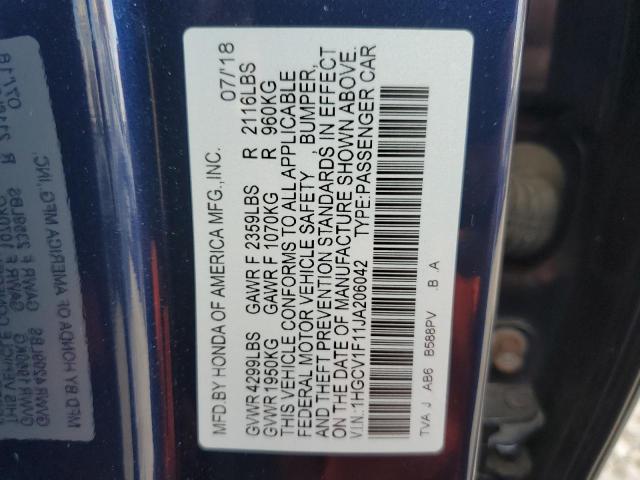 MFD.BY HONDA OF AMERICA MFG.,INC. 07/18
GVWR 4299LBS GAWR F 2359LBS R 2116LBS
GVWR 1950KG GAWR F 1070KG R 960KG
THIS VEHICLE CONFORMS TO ALL APPLICABLE
FEDERAL MOTOR VEHICLE SAFETY, BUMPER,
AND THEFT PREVENTION STANDARDS IN EFFECT
ON THE DATE OF MANUFACTURE SHOWN ABOVE.
V.I.N.:1HGCV1F11JA206042 TYPE:PASSENGER CAR
TVA J AB6 B588PV .B .A